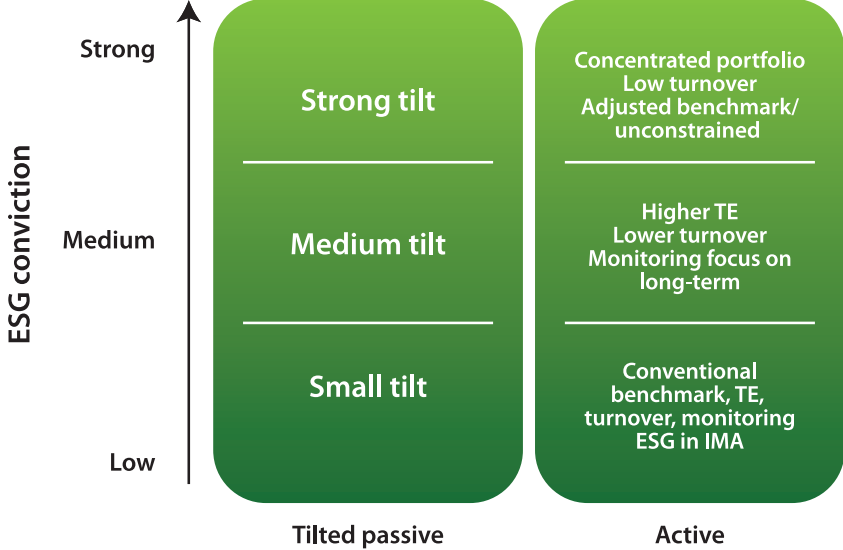 Strong
Strong tilt
Concentrated portfolio
Low turnover
Adjusted benchmark/
unconstrained
ESG conviction
Medium
Medium tilt
Higher TE
Lower turnover
Monitoring focus on
long-term
Small tilt
Conventional
benchmark, TE,
turnover, monitoring
ESG in IMA
Low
Tilted passive
Active